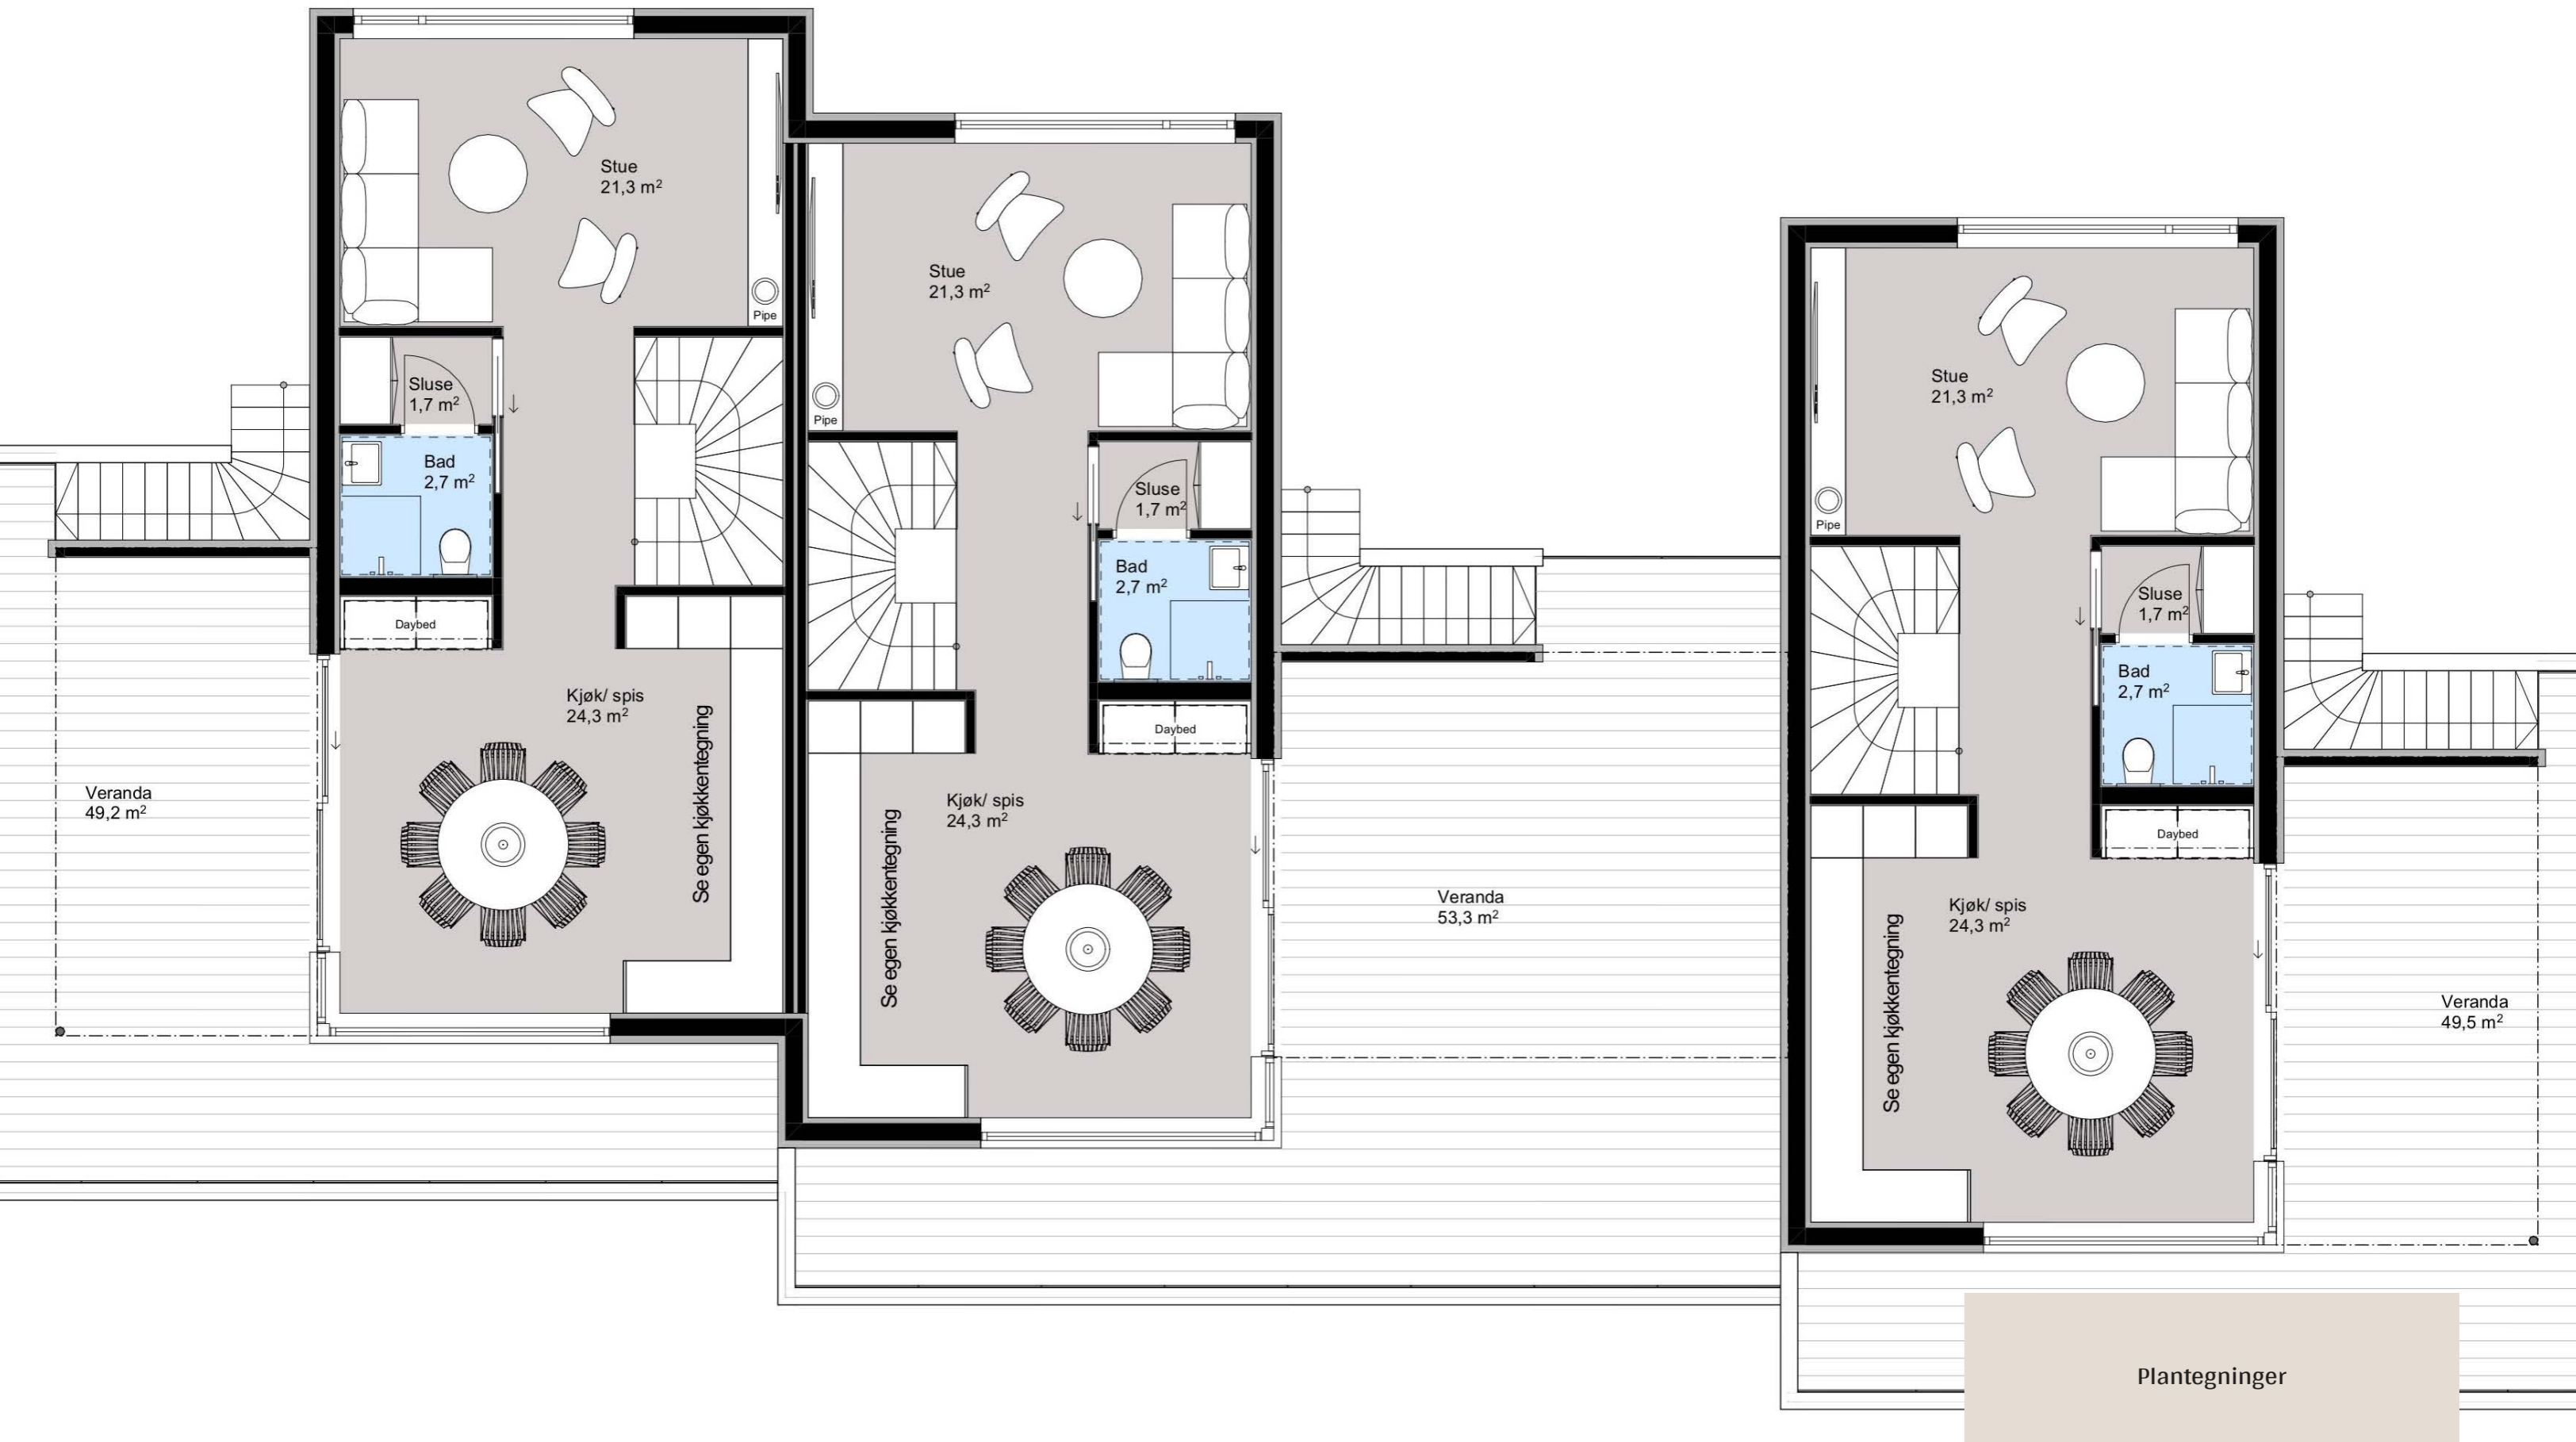 Stue
21,3 m²
Pipe
Sluse
1,7 m²
Bad
2,7 m²
Daybed
Kjøk/ spis
24,3 m²
Se egen kjøkkentegning
Veranda
49,2 m²
Stue
21,3 m²
Pipe
Sluse
1,7 m²
Bad
2,7 m²
Daybed
Kjøk/ spis
24,3 m²
Se egen kjøkkentegning
Veranda
53,3 m²
Stue
21,3 m²
Pipe
Sluse
1,7 m²
Bad
2,7 m²
Daybed
Kjøk/ spis
24,3 m²
Se egen kjøkkentegning
Veranda
49,5 m²
Plantegninger